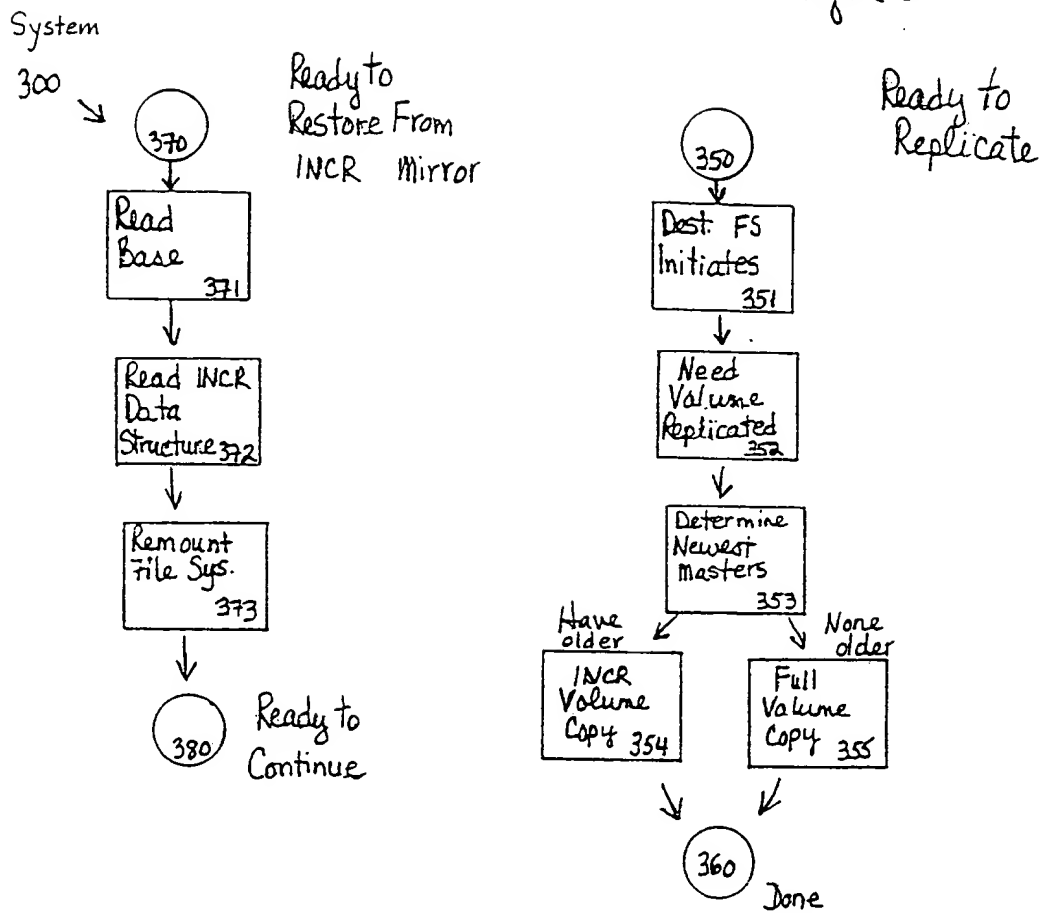 System
300
370
Ready to
Restore From
INCR Mirror
Read
Base
371
Read INCR
Data
Structure 372
Remount
File Sys.
373
380
Ready to
Continue
Ready to
Replicate
350
Dest. FS
Initiates
351
Need
Volume
Replicated
352
Determine
Newest
Masters
353
Have
older
None
older
INCR
Volume
Copy 354
Full
Volume
Copy 355
360
Done